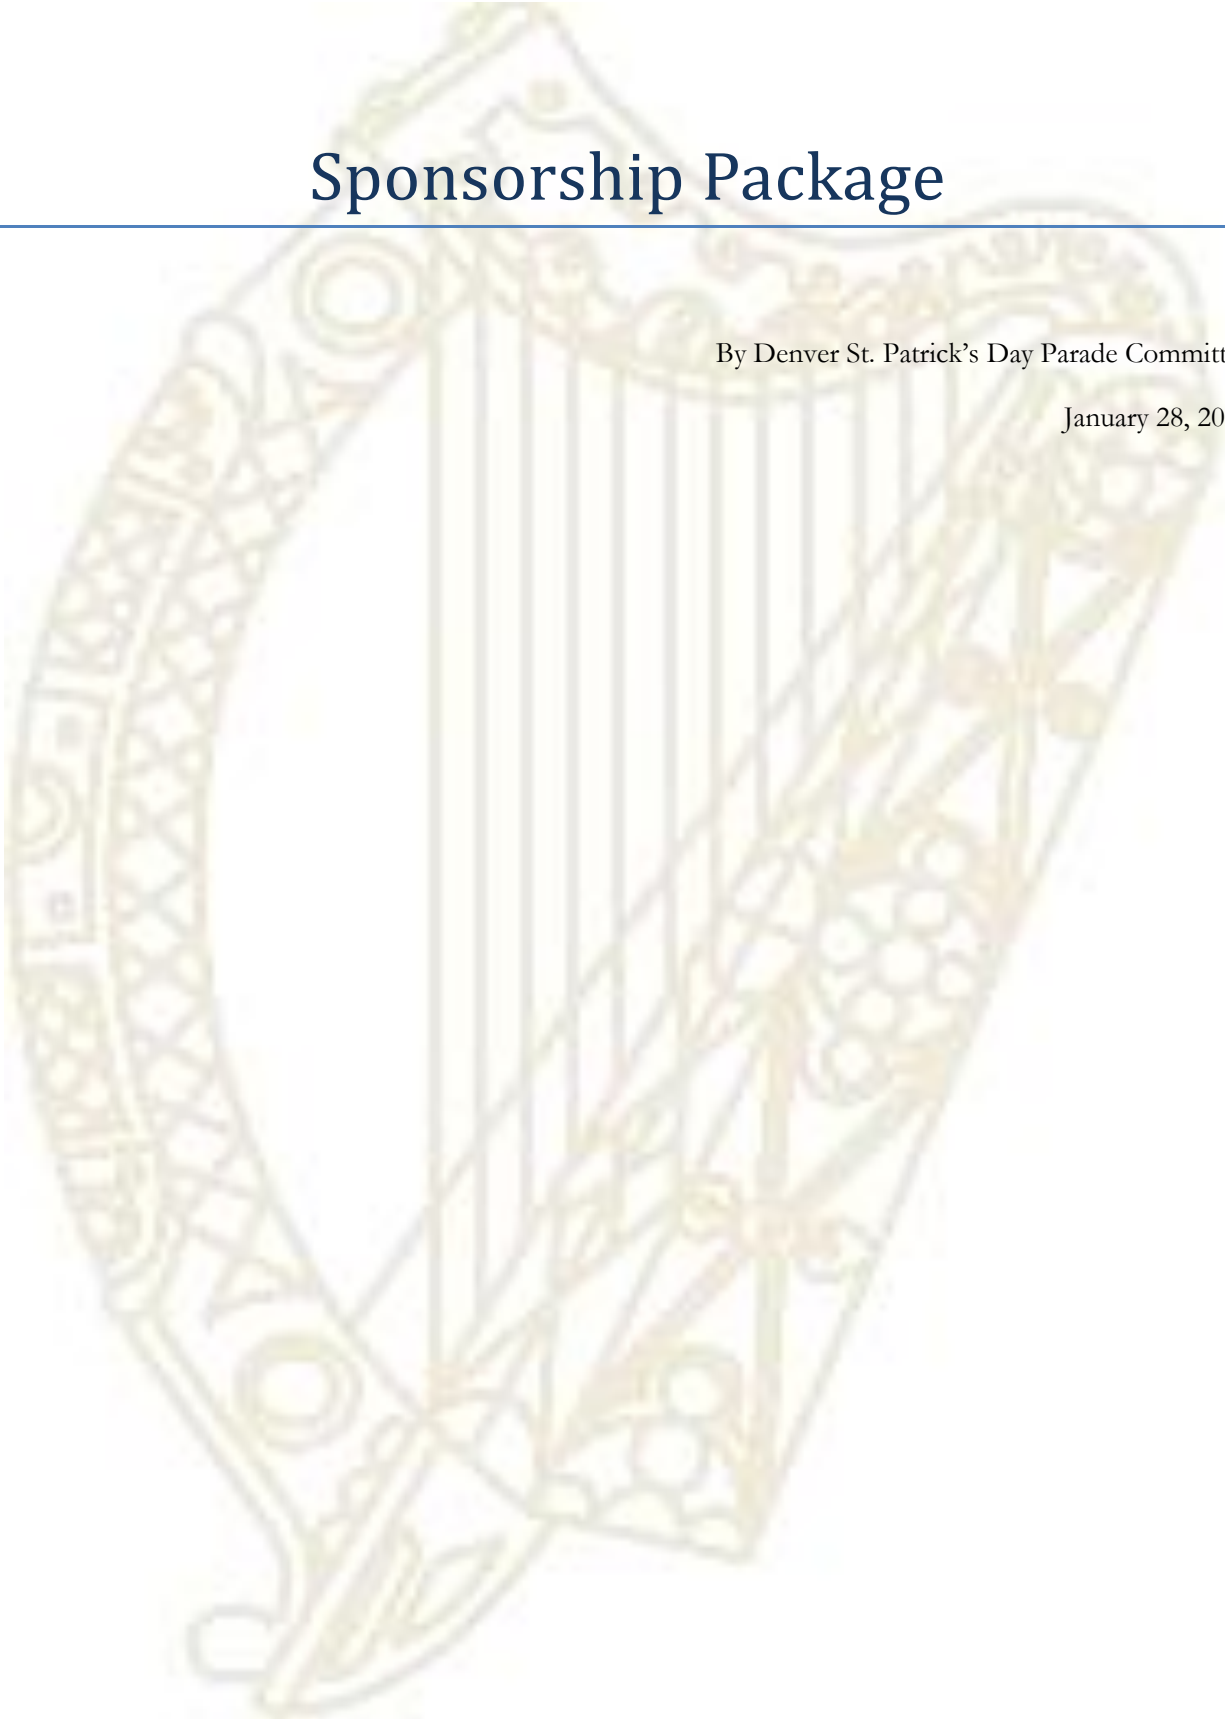 Sponsorship Package
By Denver St. Patrick’s Day Parade Committ
January 28, 20